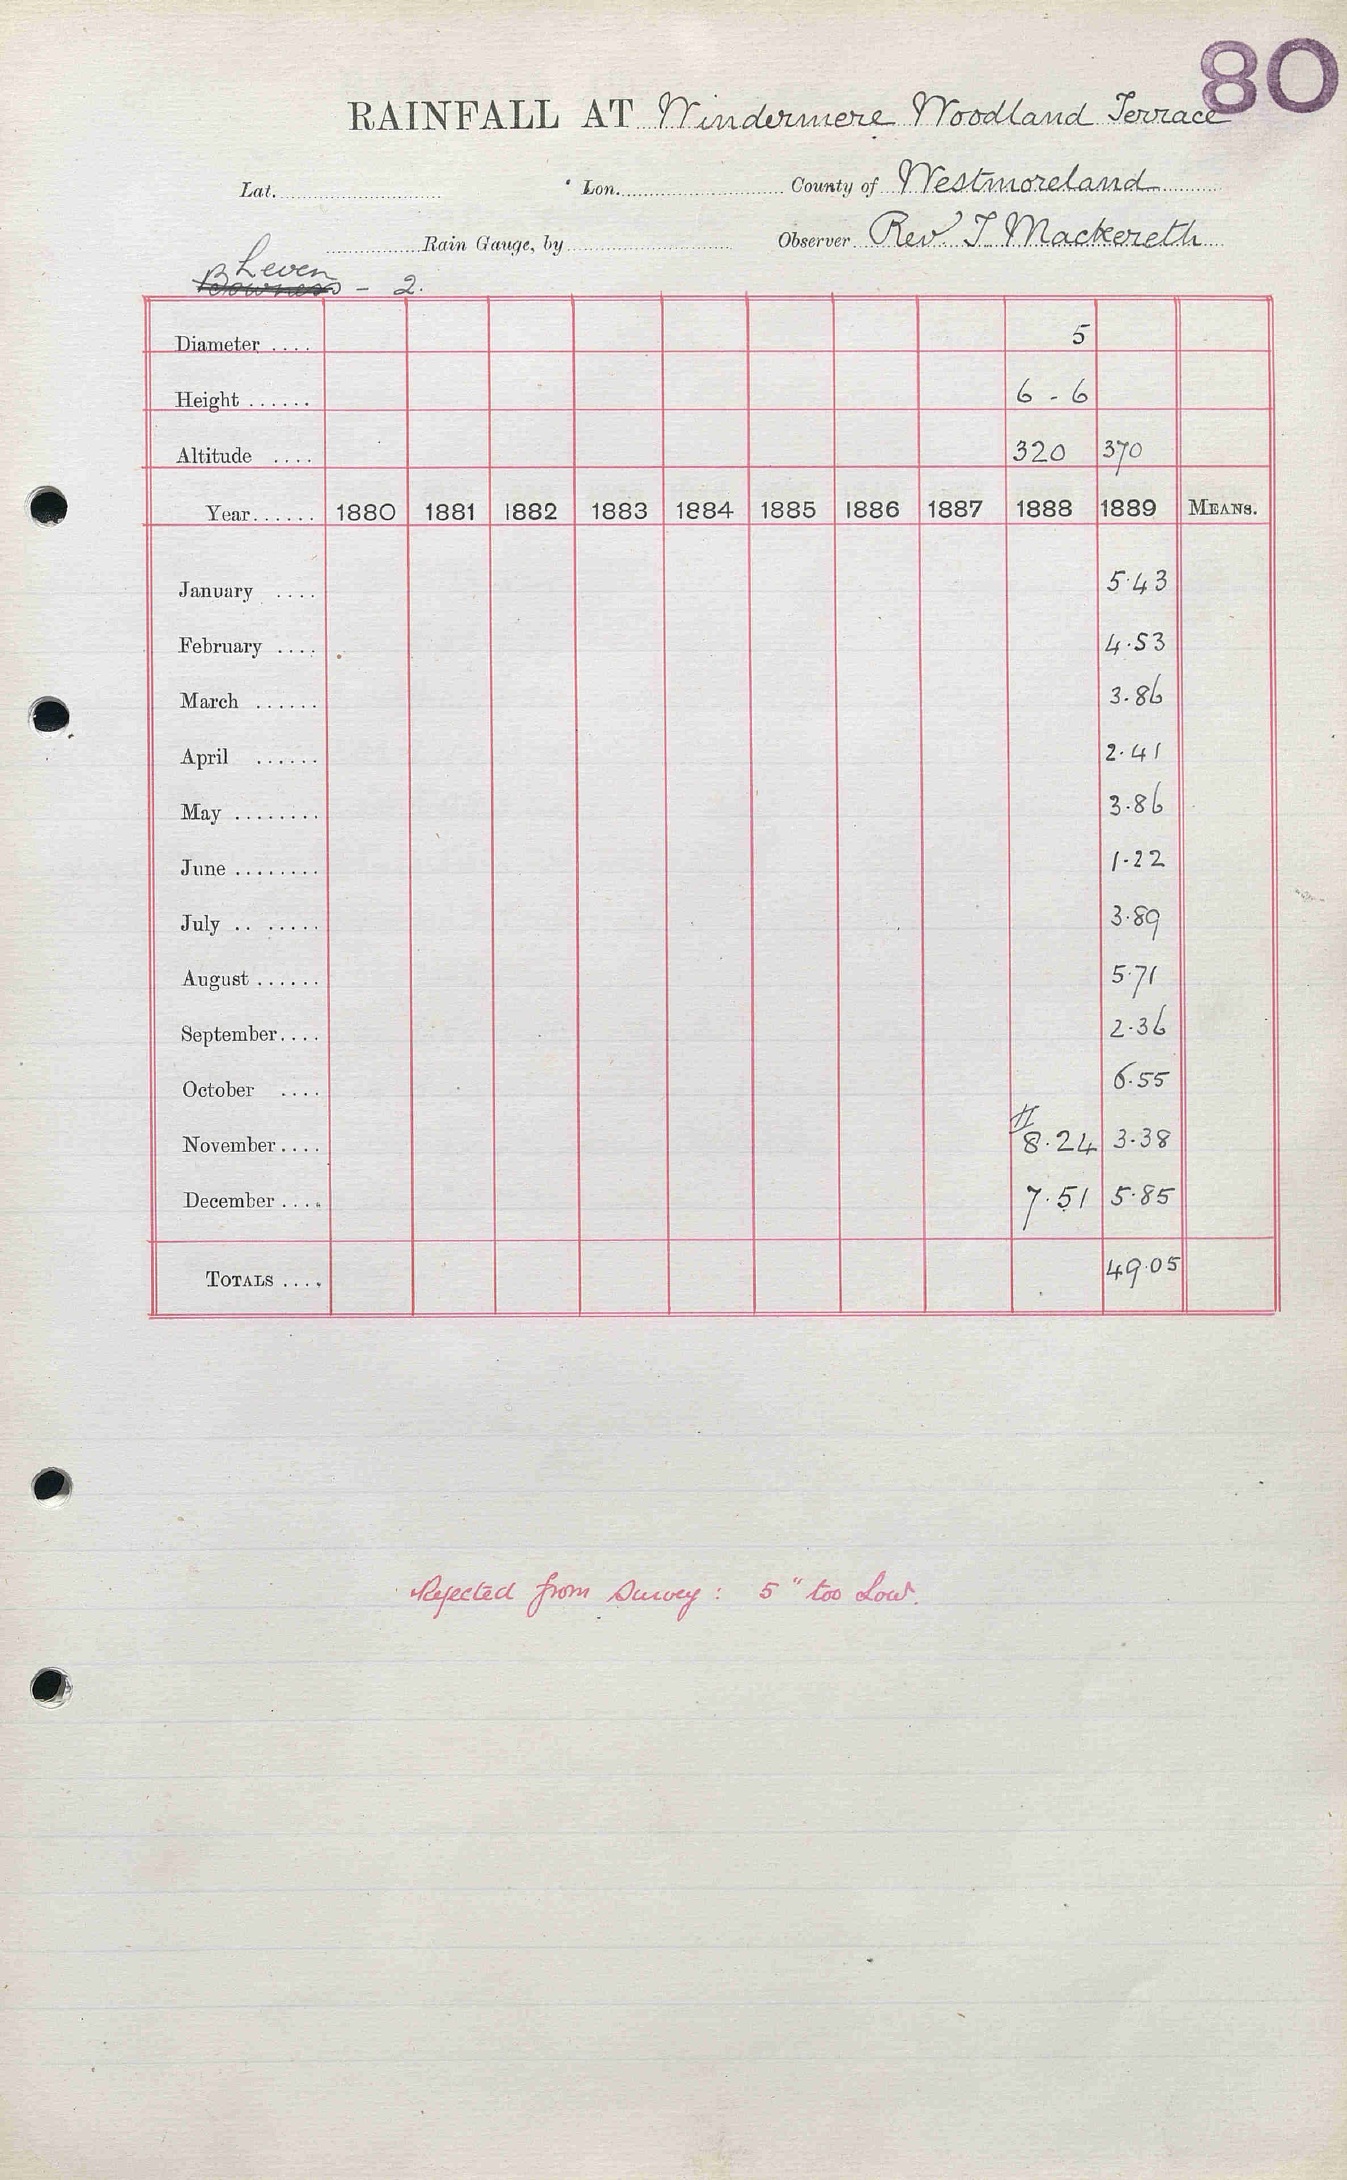 80
RAINFALL AT Windermere Woodland Terrace
Lat. Lon. County of Westmoreland
Rain Gauge, by Observer Rev T Mackereth
Leven
Bowness - 2.
Diameter .... 5
Height ...... 6 - 6
Altitude .... 320 370
Year...... 1880 1881 1882 1883 1884 1885 1886 1887 1888 1889 MEANS.
January .... 5.43
February .... 4.53
March ...... 3.86
April ...... 2.41
May ........ 3.86
June ........ 1.22
July .. ..... 3.89
August ...... 5.71
September.... 2.36
October .... 6.55
November.... # 8.24 3.38
December .... 7.51 5.85
TOTALS .... 49.05
Rejected from Survey : 5" too Low.